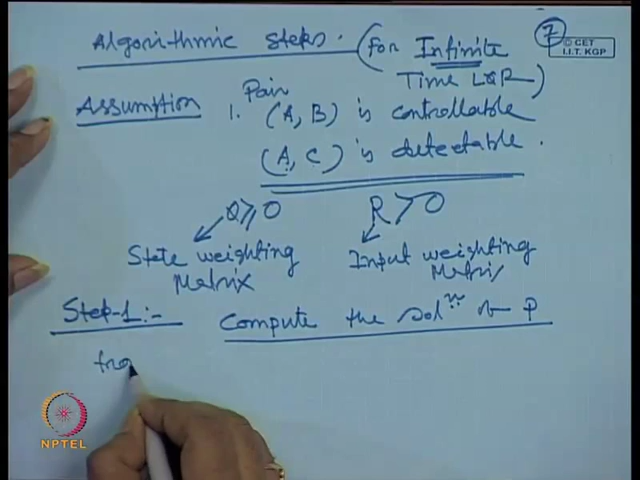 Algorithmic Steps. (For Infinite
Time LQR)
7
© CET
I.I.T. KGP
Assumption 1. Pair (A, B) is controllable
(A, C) is detectable.
Q ≥ 0 R > 0
State weighting Matrix
Input weighting Matrix
Step-1:- Compute the solⁿ of P
fro
NPTEL